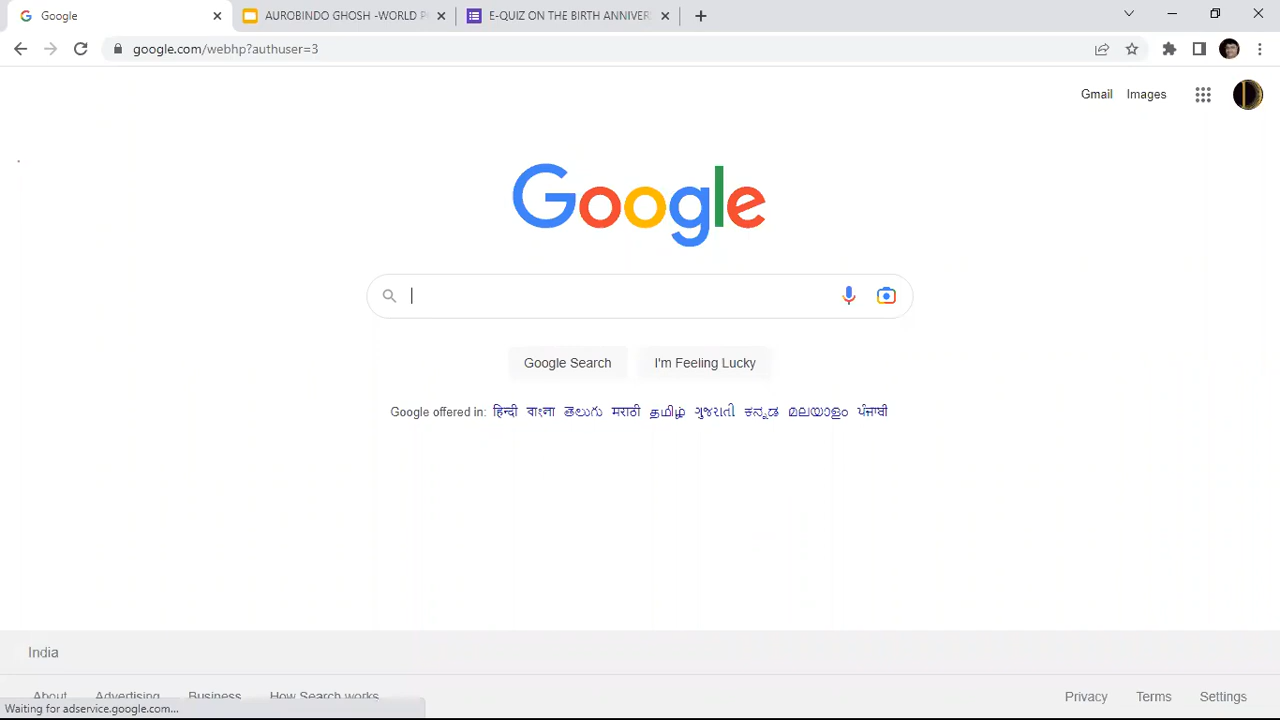 Google
AUROBINDO GHOSH -WORLD P
E-QUIZ ON THE BIRTH ANNIVER
google.com/webhp?authuser=3
Gmail Images
Google
Google Search I'm Feeling Lucky
Google offered in: हिन्दी বাংলা తెలుగు मराठी தமிழ் ગુજરાતી ಕನ್ನಡ മലയാളം ਪੰਜਾਬੀ
India
About Advertising Business How Search works Privacy Terms Settings
Waiting for adservice.google.com...